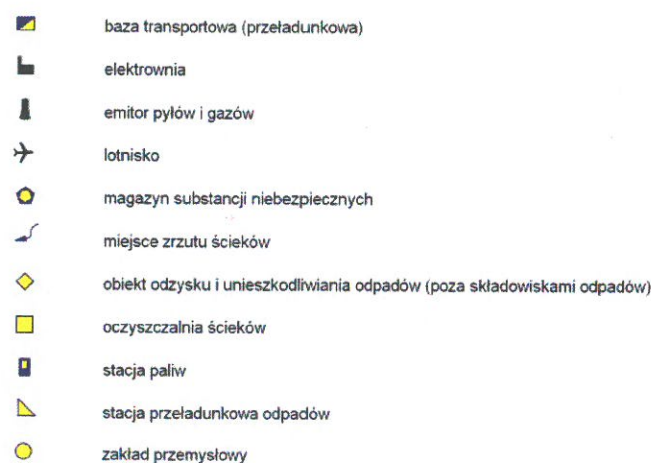 baza transportowa (przeładunkowa)
elektrownia
emitor pyłów i gazów
lotnisko
magazyn substancji niebezpiecznych
miejsce zrzutu ścieków
obiekt odzysku i unieszkodliwiania odpadów (poza składowiskami odpadów)
oczyszczalnia ścieków
stacja paliw
stacja przeładunkowa odpadów
zakład przemysłowy